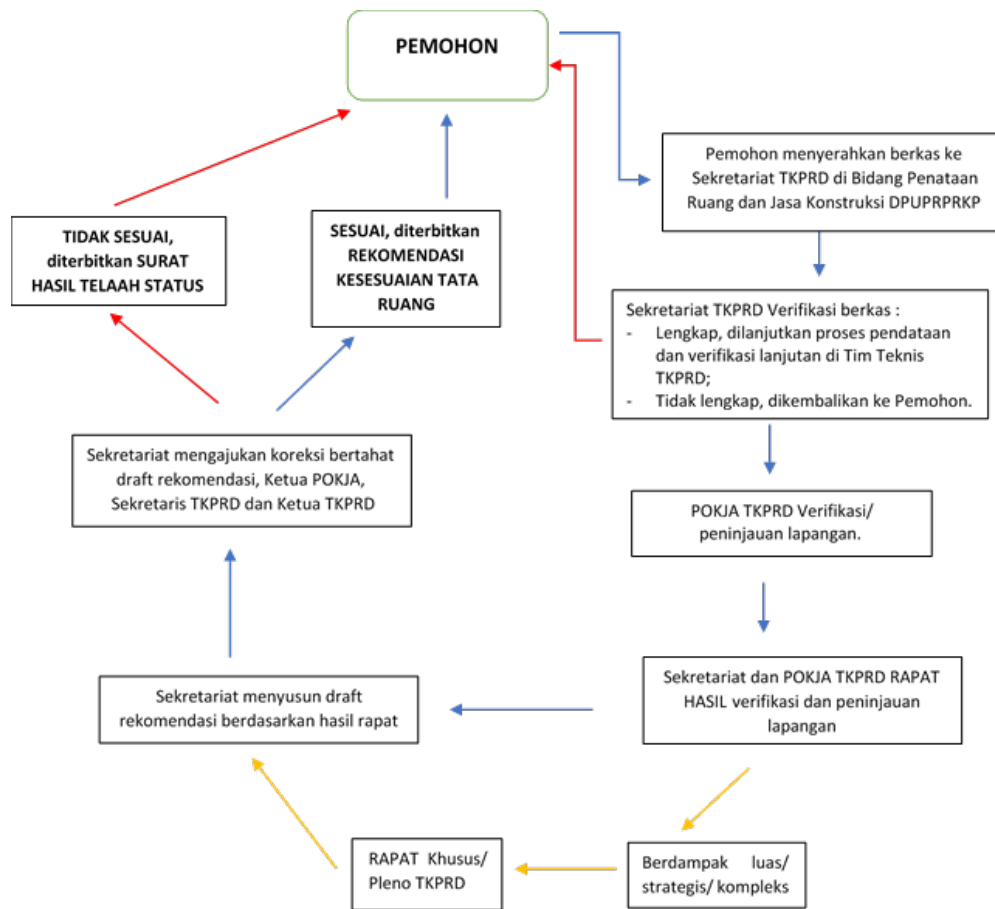 PEMOHON
Pemohon menyerahkan berkas ke
Sekretariat TKPRD di Bidang Penataan
Ruang dan Jasa Konstruksi DPUPRPRKP
TIDAK SESUAI,
diterbitkan SURAT
HASIL TELAAH STATUS
SESUAI, diterbitkan
REKOMENDASI
KESESUAIAN TATA
RUANG
Sekretariat TKPRD Verifikasi berkas :
- Lengkap, dilanjutkan proses pendataan
dan verifikasi lanjutan di Tim Teknis
TKPRD;
- Tidak lengkap, dikembalikan ke Pemohon.
Sekretariat mengajukan koreksi bertahat
draft rekomendasi, Ketua POKJA,
Sekretaris TKPRD dan Ketua TKPRD
POKJA TKPRD Verifikasi/
peninjauan lapangan.
Sekretariat menyusun draft
rekomendasi berdasarkan hasil rapat
Sekretariat dan POKJA TKPRD RAPAT
HASIL verifikasi dan peninjauan
lapangan
RAPAT Khusus/
Pleno TKPRD
Berdampak luas/
strategis/ kompleks